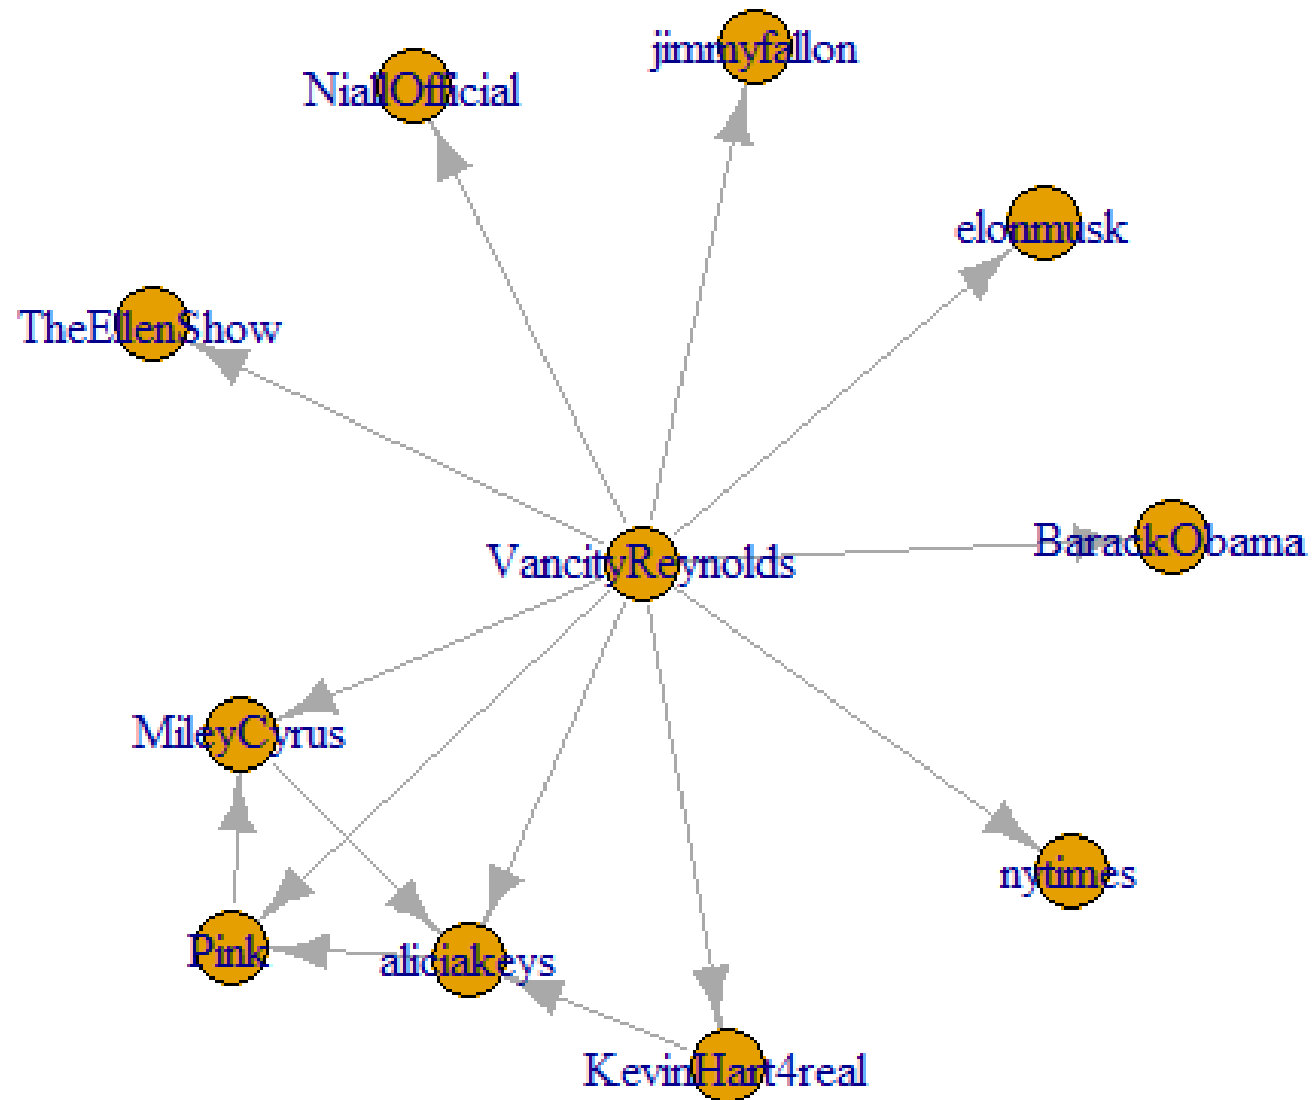 jimmyfallon
NiallOfficial
elonmusk
TheEllenShow
BarackObama
VancityReynolds
MileyCyrus
nytimes
Pink
aliciakeys
KevinHart4real